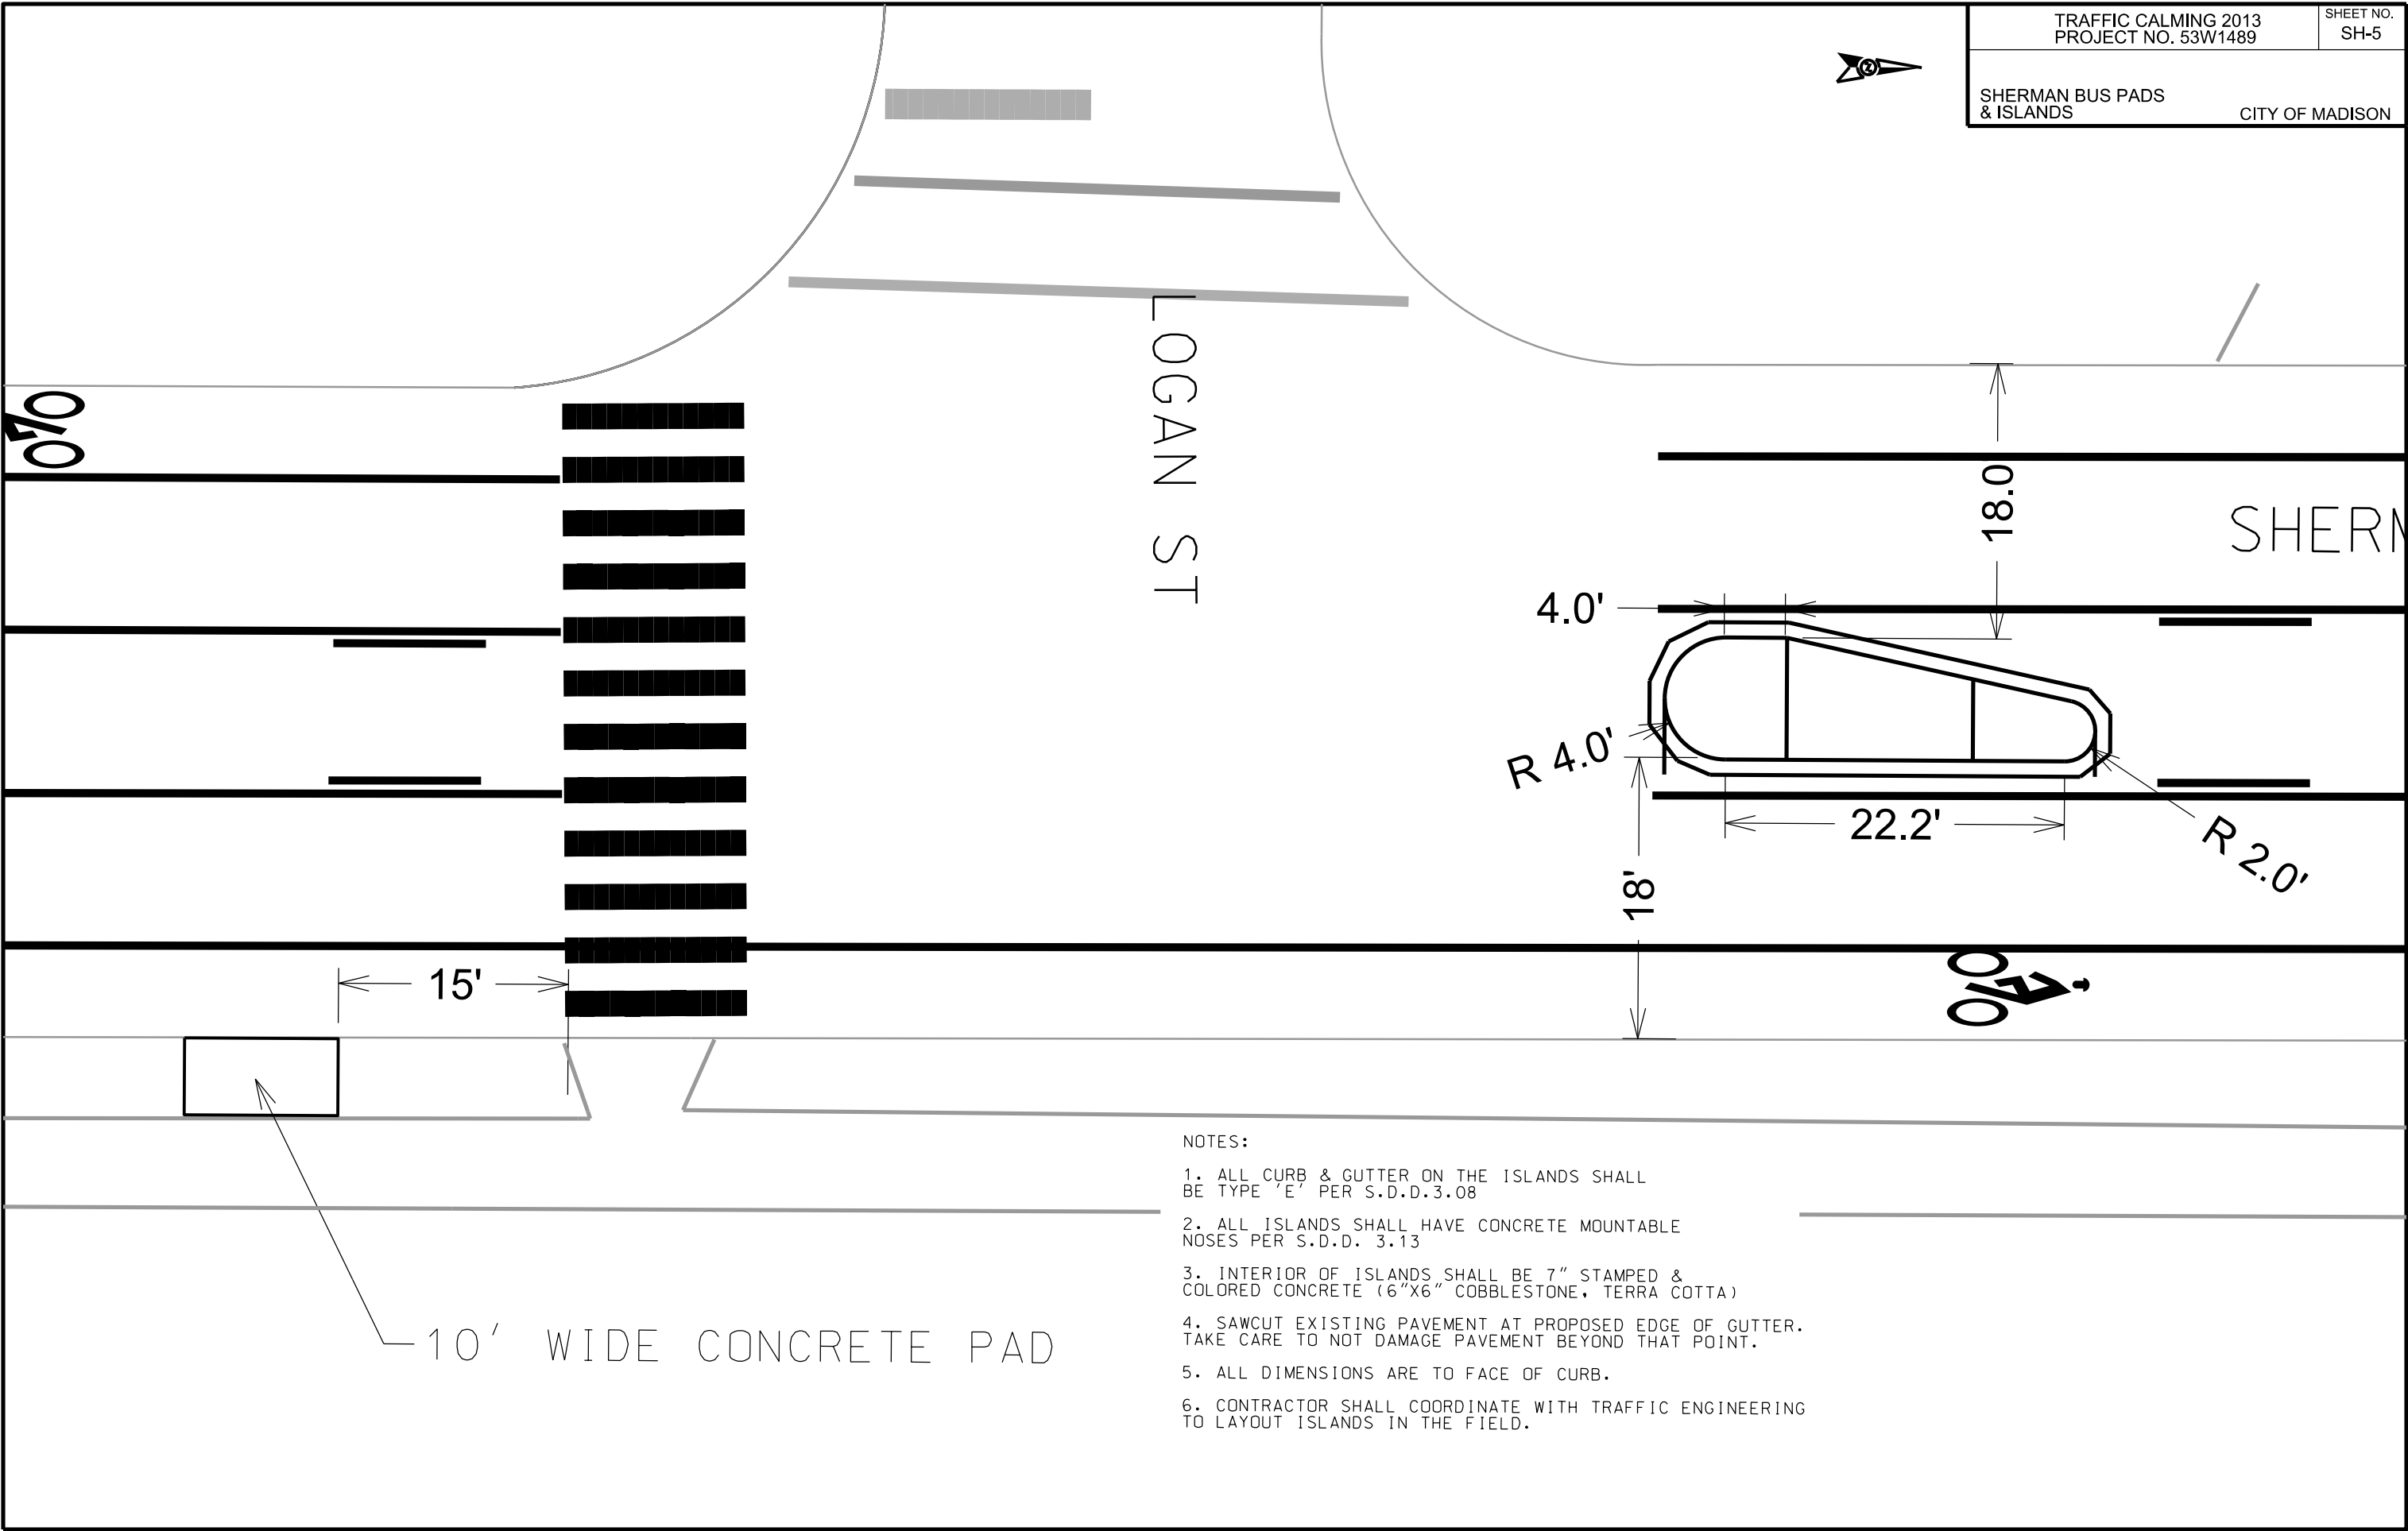 TRAFFIC CALMING 2013
PROJECT NO. 53W1489
SHEET NO.
SH-5
SHERMAN BUS PADS
& ISLANDS
CITY OF MADISON
N
LOGAN ST
18.0
SHERM
4.0'
R 4.0'
22.2'
R 2.0'
18'
15'
10' WIDE CONCRETE PAD
NOTES:
1. ALL CURB & GUTTER ON THE ISLANDS SHALL
BE TYPE 'E' PER S.D.D.3.08
2. ALL ISLANDS SHALL HAVE CONCRETE MOUNTABLE
NOSES PER S.D.D. 3.13
3. INTERIOR OF ISLANDS SHALL BE 7" STAMPED &
COLORED CONCRETE (6"X6" COBBLESTONE, TERRA COTTA)
4. SAWCUT EXISTING PAVEMENT AT PROPOSED EDGE OF GUTTER.
TAKE CARE TO NOT DAMAGE PAVEMENT BEYOND THAT POINT.
5. ALL DIMENSIONS ARE TO FACE OF CURB.
6. CONTRACTOR SHALL COORDINATE WITH TRAFFIC ENGINEERING
TO LAYOUT ISLANDS IN THE FIELD.